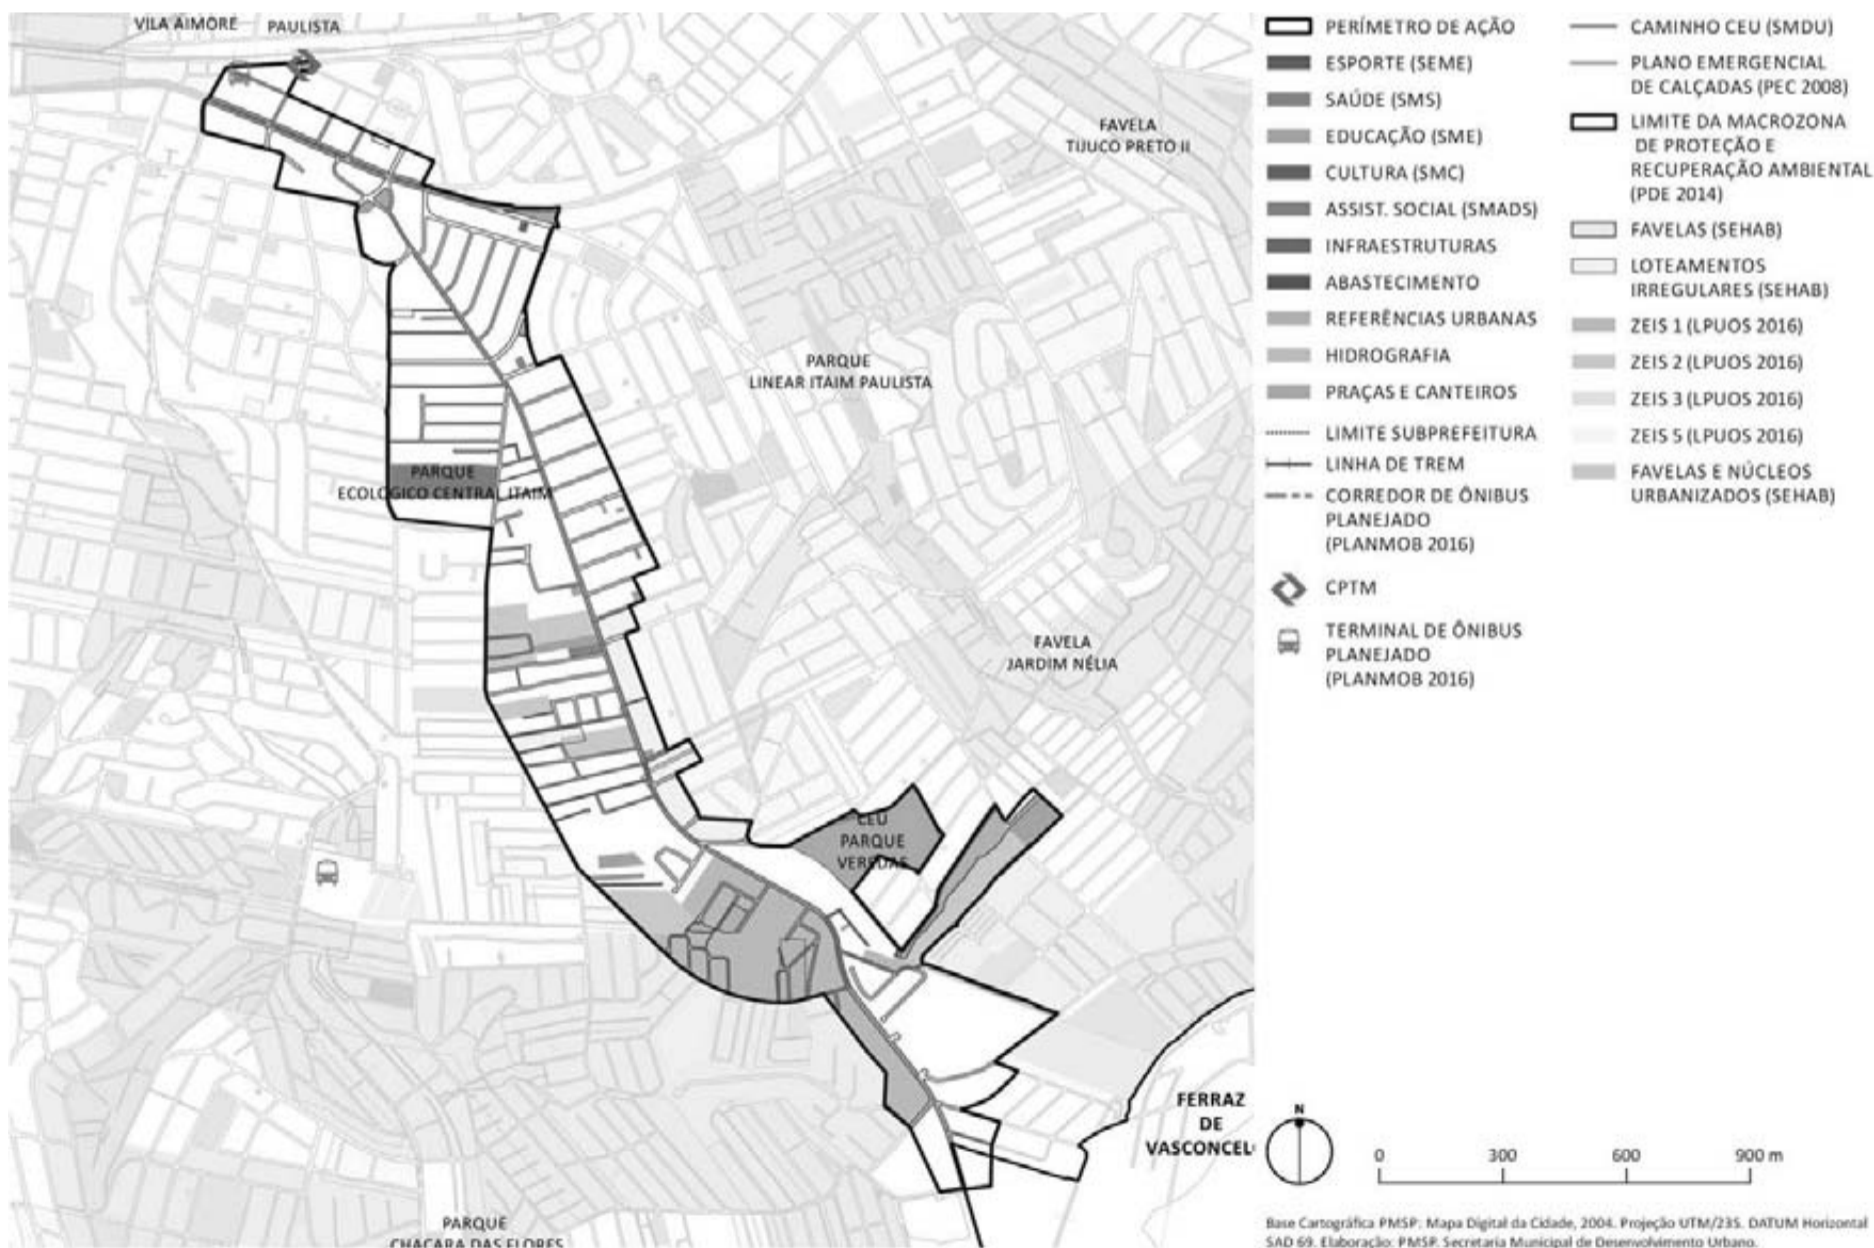 VILA AIMORÉ
PAULISTA
FAVELA
TIJUCO PRETO II
PARQUE
LINEAR ITAIM PAULISTA
PARQUE
ECOLÓGICO CENTRAL ITAIM
FAVELA
JARDIM NÉLIA
CEU
PARQUE
VEREDAS
FERRAZ
DE
VASCONCEL
PARQUE
CHÁCARA DAS FLORES
PERÍMETRO DE AÇÃO
ESPORTE (SEME)
SAÚDE (SMS)
EDUCAÇÃO (SME)
CULTURA (SMC)
ASSIST. SOCIAL (SMADS)
INFRAESTRUTURAS
ABASTECIMENTO
REFERÊNCIAS URBANAS
HIDROGRAFIA
PRAÇAS E CANTEIROS
LIMITE SUBPREFEITURA
LINHA DE TREM
CORREDOR DE ÔNIBUS
PLANEJADO
(PLANMOB 2016)
CPTM
TERMINAL DE ÔNIBUS
PLANEJADO
(PLANMOB 2016)
CAMINHO CEU (SMDU)
PLANO EMERGENCIAL
DE CALÇADAS (PEC 2008)
LIMITE DA MACROZONA
DE PROTEÇÃO E
RECUPERAÇÃO AMBIENTAL
(PDE 2014)
FAVELAS (SEHAB)
LOTEAMENTOS
IRREGULARES (SEHAB)
ZEIS 1 (LPUOS 2016)
ZEIS 2 (LPUOS 2016)
ZEIS 3 (LPUOS 2016)
ZEIS 5 (LPUOS 2016)
FAVELAS E NÚCLEOS
URBANIZADOS (SEHAB)
N
0 300 600 900 m
Base Cartográfica PMSP: Mapa Digital da Cidade, 2004. Projeção UTM/23S. DATUM Horizontal
SAD 69. Elaboração: PMSP. Secretaria Municipal de Desenvolvimento Urbano.